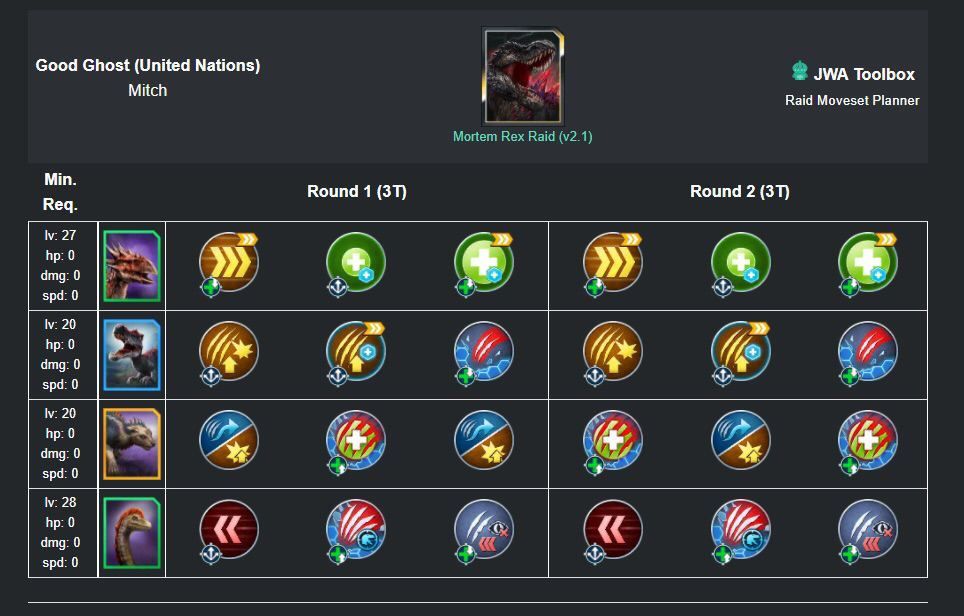 Good Ghost (United Nations)
Mitch
JWA Toolbox
Raid Moveset Planner
Mortem Rex Raid (v2.1)
Min.
Req.
Round 1 (3T)
Round 2 (3T)
lv: 27
hp: 0
dmg: 0
spd: 0
lv: 20
hp: 0
dmg: 0
spd: 0
lv: 20
hp: 0
dmg: 0
spd: 0
lv: 28
hp: 0
dmg: 0
spd: 0